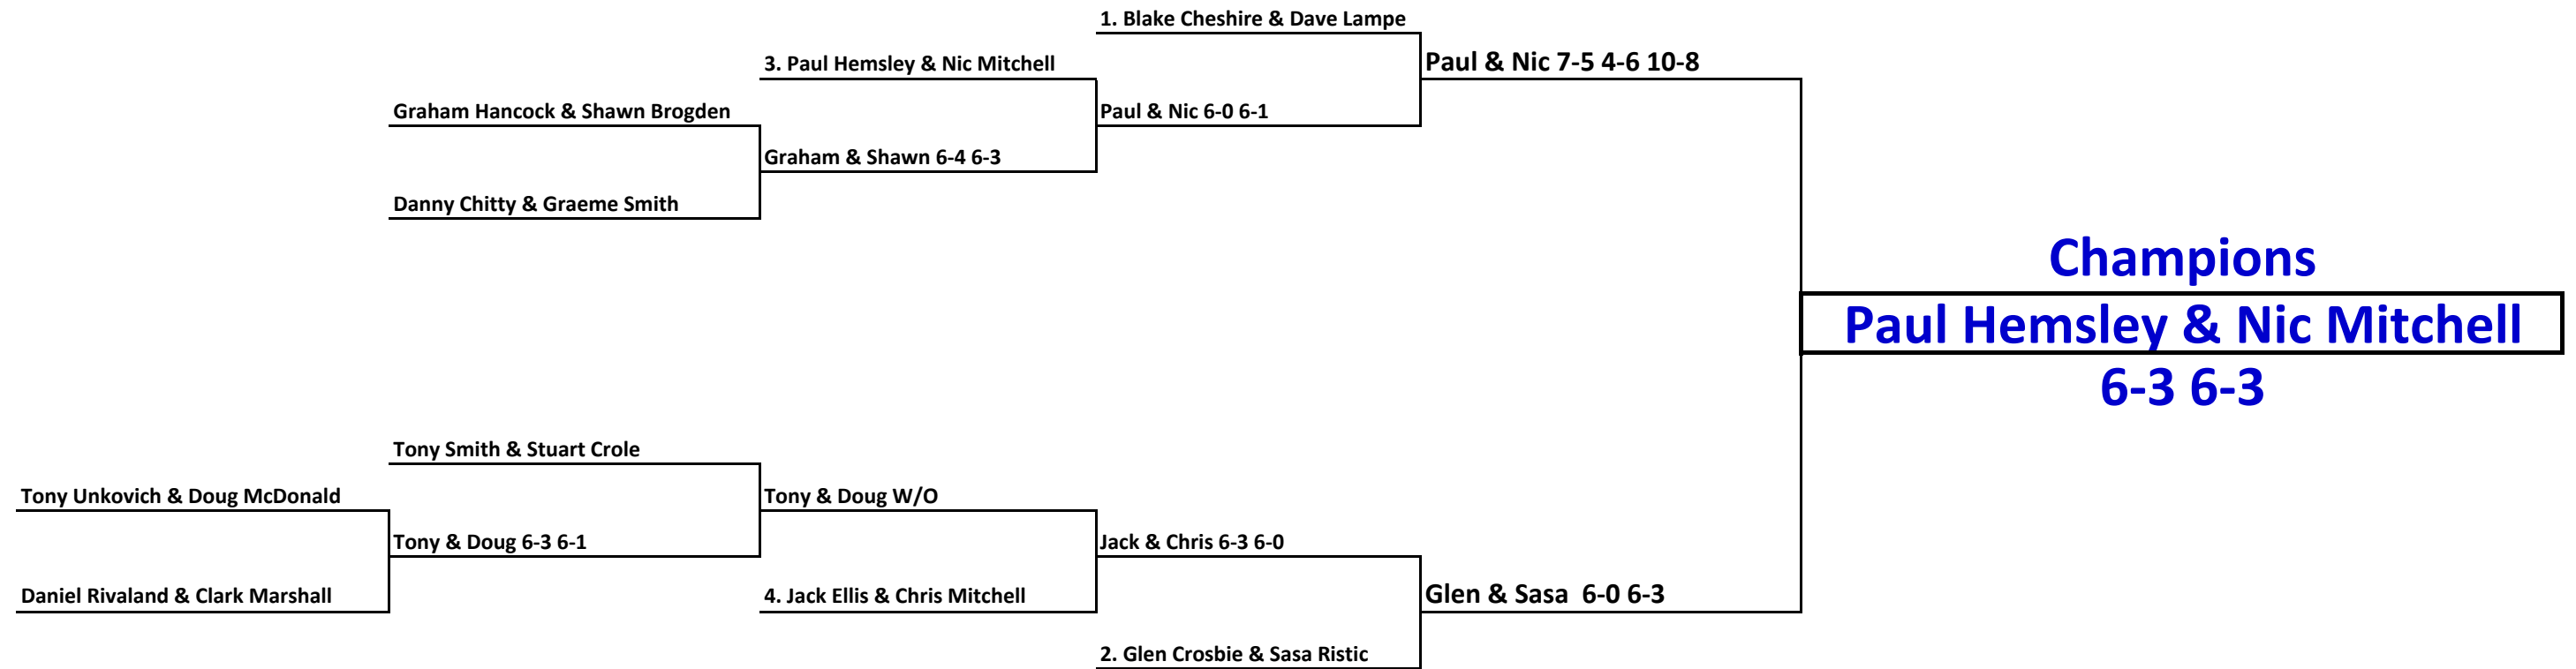 1. Blake Cheshire & Dave Lampe
3. Paul Hemsley & Nic Mitchell
Paul & Nic 7-5 4-6 10-8
Graham Hancock & Shawn Brogden
Paul & Nic 6-0 6-1
Graham & Shawn 6-4 6-3
Danny Chitty & Graeme Smith
Champions
Paul Hemsley & Nic Mitchell
6-3 6-3
Tony Smith & Stuart Crole
Tony Unkovich & Doug McDonald
Tony & Doug W/O
Tony & Doug 6-3 6-1
Jack & Chris 6-3 6-0
Daniel Rivaland & Clark Marshall
4. Jack Ellis & Chris Mitchell
Glen & Sasa  6-0 6-3
2. Glen Crosbie & Sasa Ristic